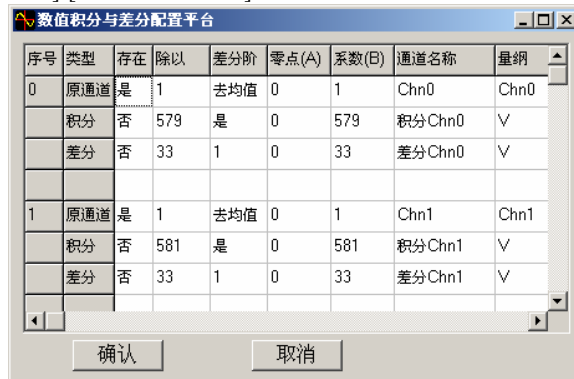 数值积分与差分配置平台
序号 类型 存在 除以 差分阶 零点(A) 系数(B) 通道名称 量纲
0 原通道 是 1 去均值 0 1 Chn0 Chn0
积分 否 579 是 0 579 积分Chn0 V
差分 否 33 1 0 33 差分Chn0 V
1 原通道 是 1 去均值 0 1 Chn1 Chn1
积分 否 581 是 0 581 积分Chn1 V
差分 否 33 1 0 33 差分Chn1 V
确认 取消